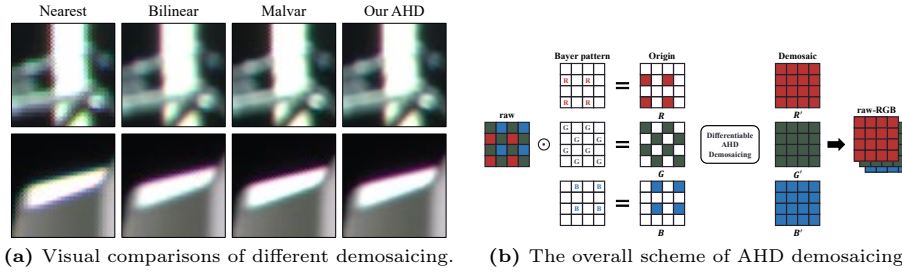 Nearest Bilinear Malvar Our AHD
(a) Visual comparisons of different demosaicing.
Bayer pattern Origin Demosaic
R R
R R
R R'
raw raw-RGB
G G
G G
G G
G G
Differentiable
AHD
Demosaicing
G G'
B B
B B
B B'
(b) The overall scheme of AHD demosaicing